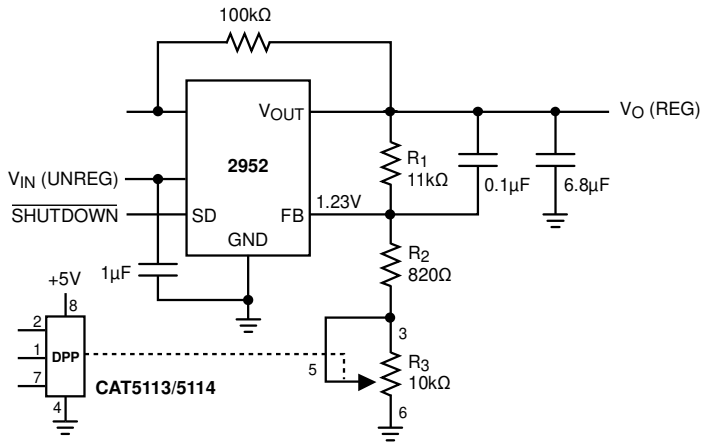 100kΩ
VOUT
VO (REG)
2952
R1
11kΩ
0.1µF
6.8µF
VIN (UNREG)
1.23V
SHUTDOWN
SD
FB
GND
R2
820Ω
1µF
+5V
8
2
3
1
DPP
5
R3
10kΩ
7
CAT5113/5114
4
6